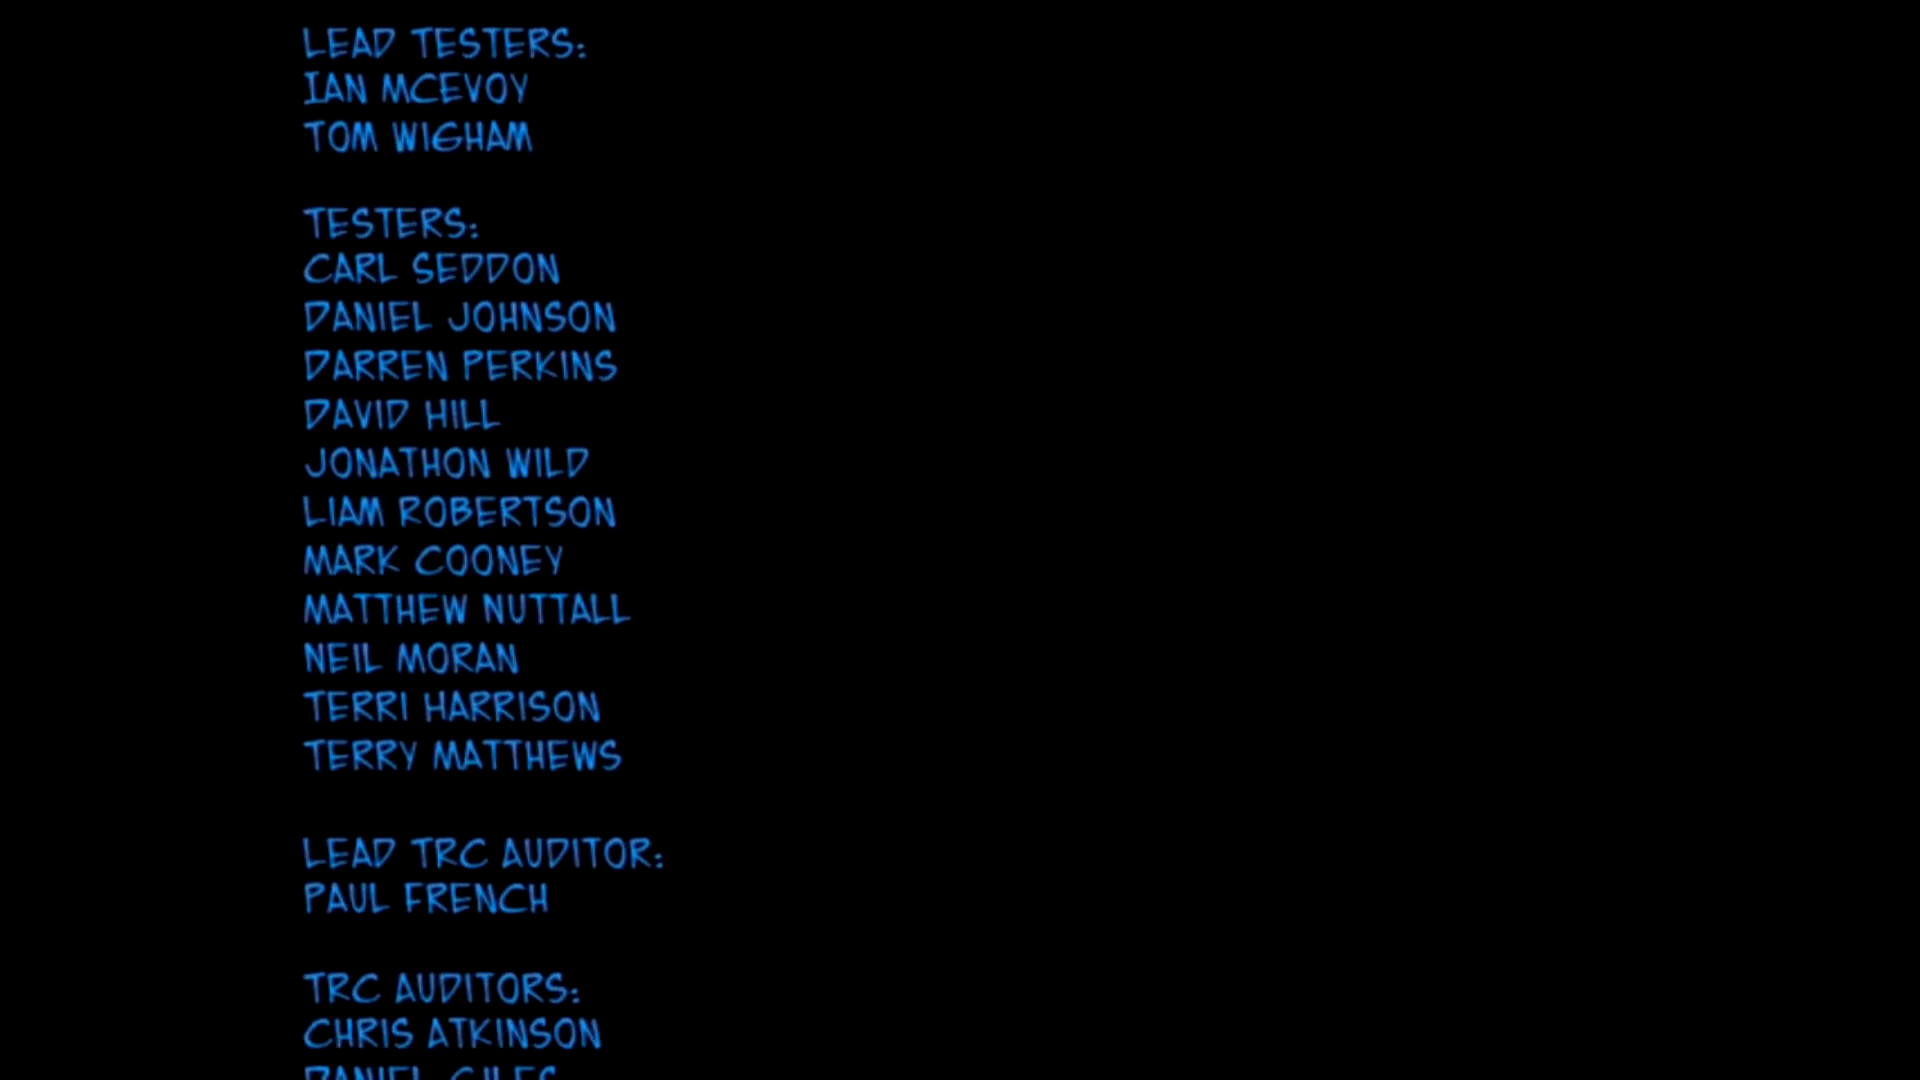 LEAD TESTERS:
IAN MCEVOY
TOM WIGHAM
TESTERS:
CARL SEDDON
DANIEL JOHNSON
DARREN PERKINS
DAVID HILL
JONATHON WILD
LIAM ROBERTSON
MARK COONEY
MATTHEW NUTTALL
NEIL MORAN
TERRI HARRISON
TERRY MATTHEWS
LEAD TRC AUDITOR:
PAUL FRENCH
TRC AUDITORS:
CHRIS ATKINSON
DANIEL GILES